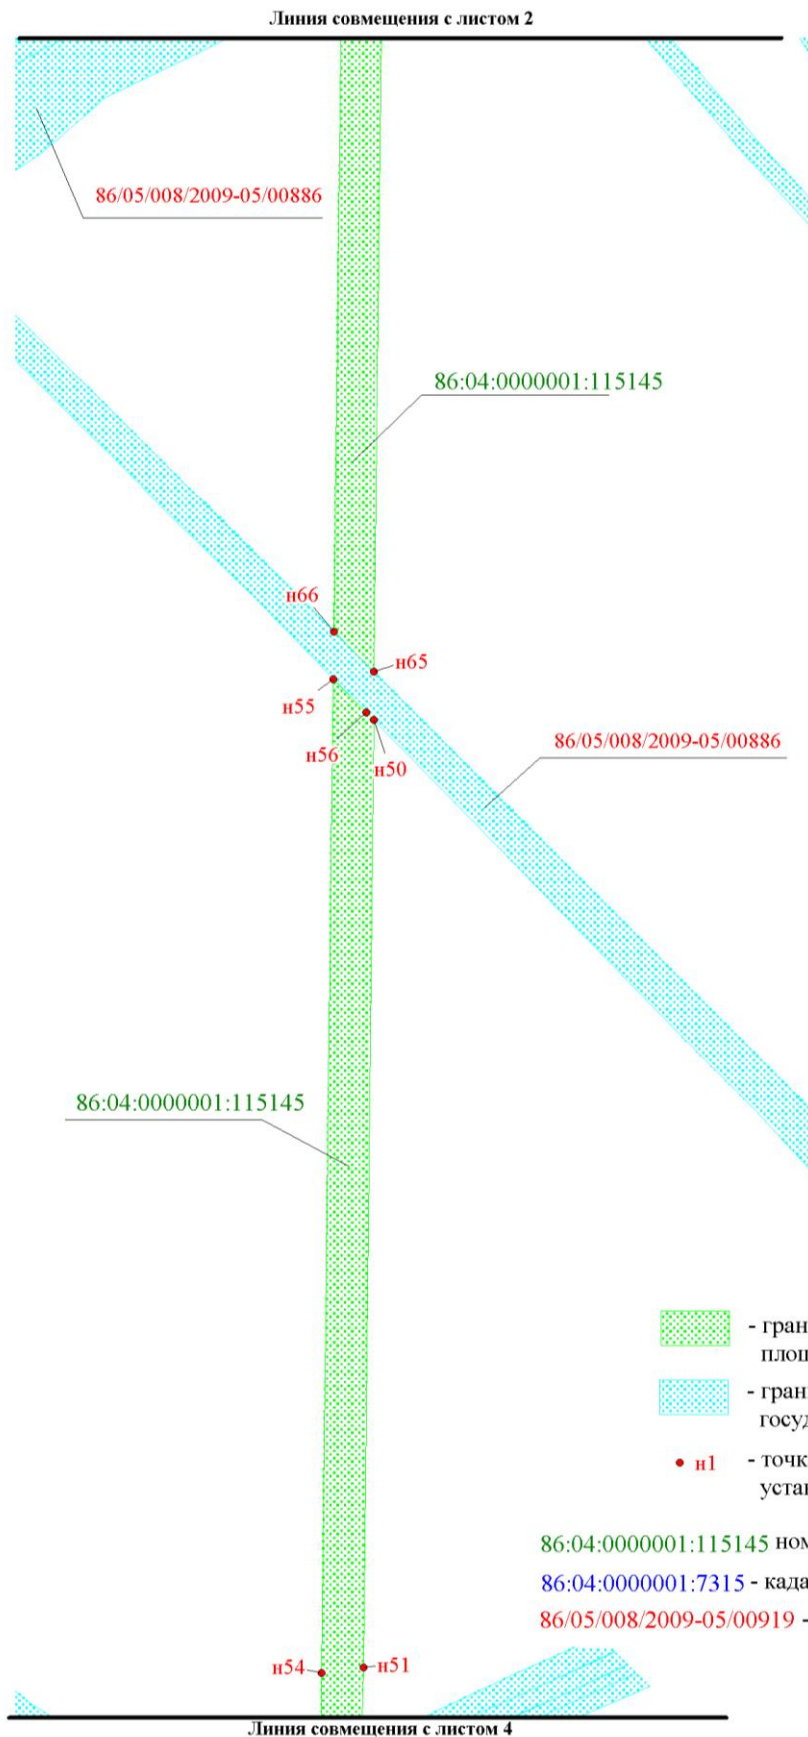 Линия совмещения с листом 2
86/05/008/2009-05/00886
86:04:0000001:115145
н66
н65
н55
н56
н50
86/05/008/2009-05/00886
86:04:0000001:115145
- гран
площ
- гран
госуд
н1 - точк
устан
86:04:0000001:115145 ном
86:04:0000001:7315 - када
86/05/008/2009-05/00919 -
н54
н51
Линия совмещения с листом 4